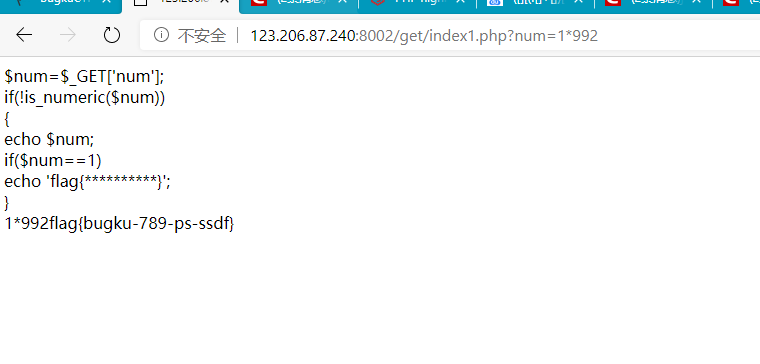 不安全 123.206.87.240:8002/get/index1.php?num=1*992
$num=$_GET['num'];
if(!is_numeric($num))
{
echo $num;
if($num==1)
echo 'flag{**********}';
}
1*992flag{bugku-789-ps-ssdf}